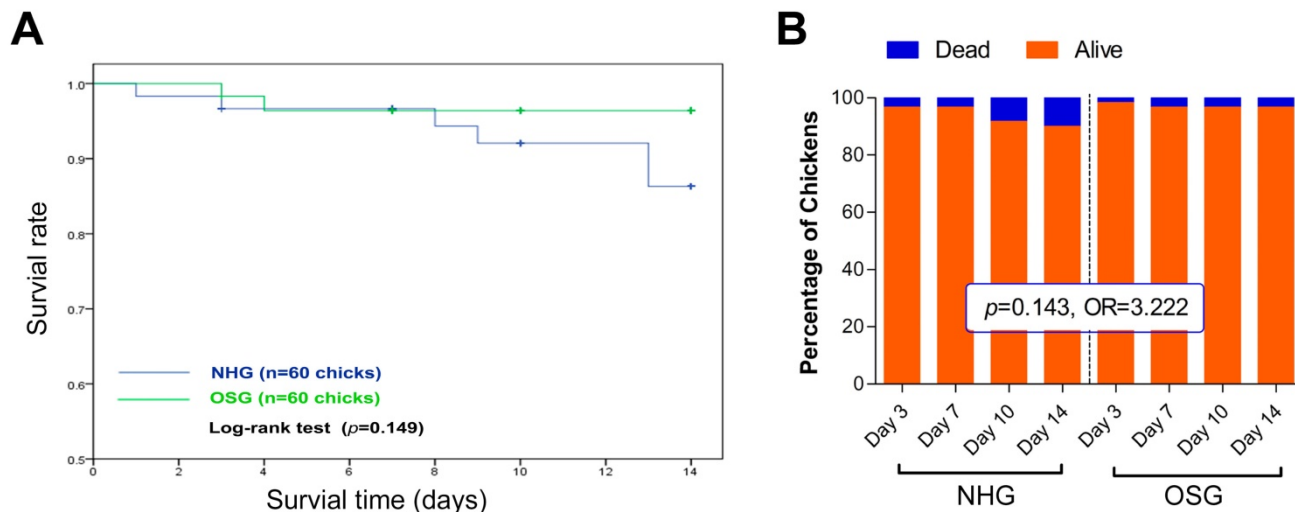 A
Survial rate
1.0
0.9
0.8
0.7
0.6
0.5
0 2 4 6 8 10 12 14
Survial time (days)
NHG (n=60 chicks)
OSG (n=60 chicks)
Log-rank test (p=0.149)
B
Dead Alive
Percentage of Chickens
100
80
60
40
20
0
p=0.143, OR=3.222
Day 3 Day 7 Day 10 Day 14 Day 3 Day 7 Day 10 Day 14
NHG OSG